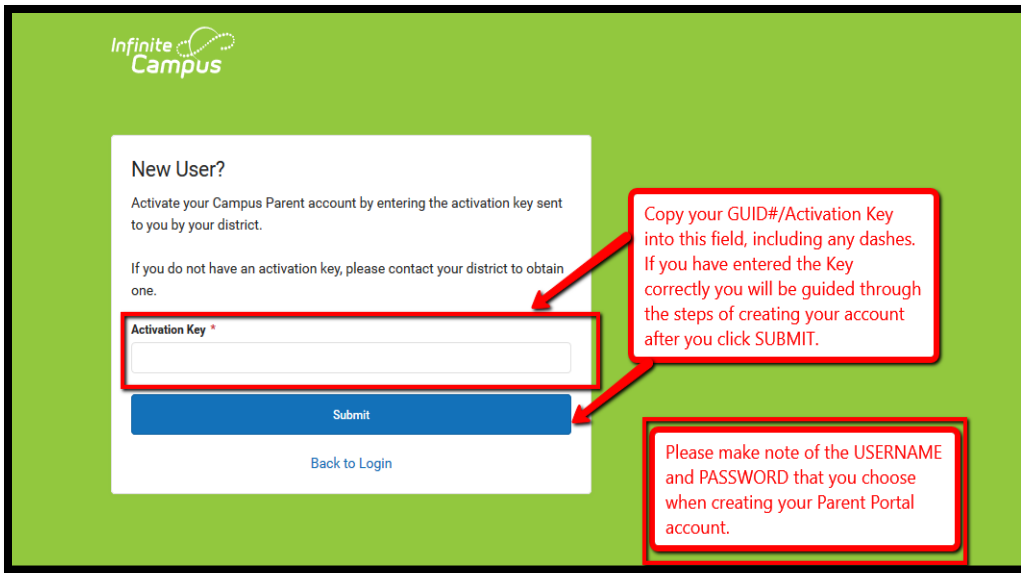 Infinite
Campus
New User?
Activate your Campus Parent account by entering the activation key sent
to you by your district.
If you do not have an activation key, please contact your district to obtain
one.
Activation Key *
Submit
Back to Login
Copy your GUID#/Activation Key
into this field, including any dashes.
If you have entered the Key
correctly you will be guided through
the steps of creating your account
after you click SUBMIT.
Please make note of the USERNAME
and PASSWORD that you choose
when creating your Parent Portal
account.